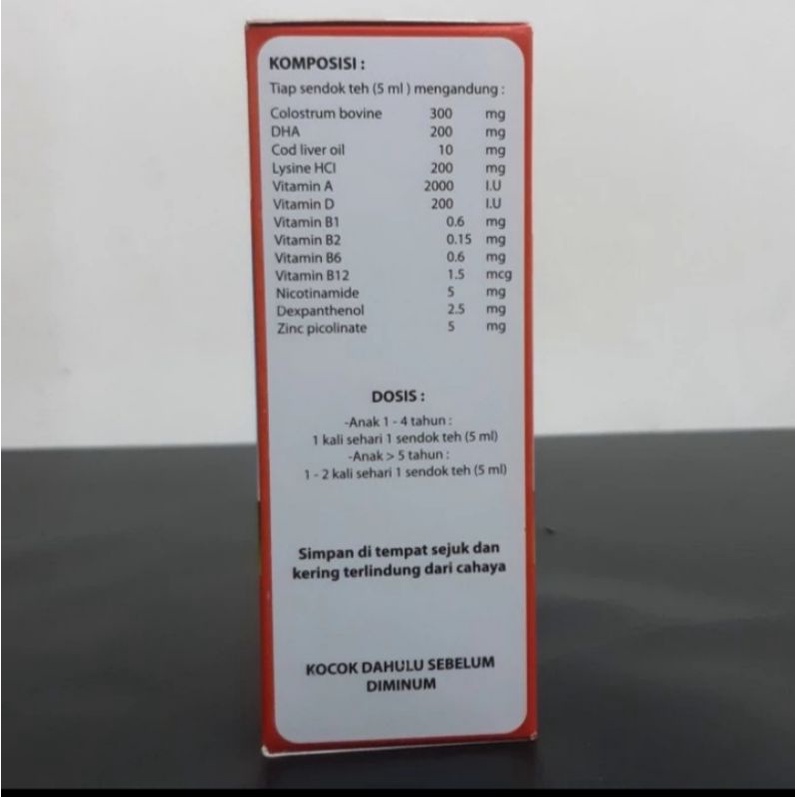 KOMPOSISI :
Tiap sendok teh (5 ml ) mengandung :
Colostrum bovine 300 mg
DHA 200 mg
Cod liver oil 10 mg
Lysine HCl 200 mg
Vitamin A 2000 I.U
Vitamin D 200 I.U
Vitamin B1 0.6 mg
Vitamin B2 0.15 mg
Vitamin B6 0.6 mg
Vitamin B12 1.5 mcg
Nicotinamide 5 mg
Dexpanthenol 2.5 mg
Zinc picolinate 5 mg
DOSIS :
-Anak 1 - 4 tahun :
1 kali sehari 1 sendok teh (5 ml)
-Anak > 5 tahun :
1 - 2 kali sehari 1 sendok teh (5 ml)
Simpan di tempat sejuk dan
kering terlindung dari cahaya
KOCOK DAHULU SEBELUM
DIMINUM